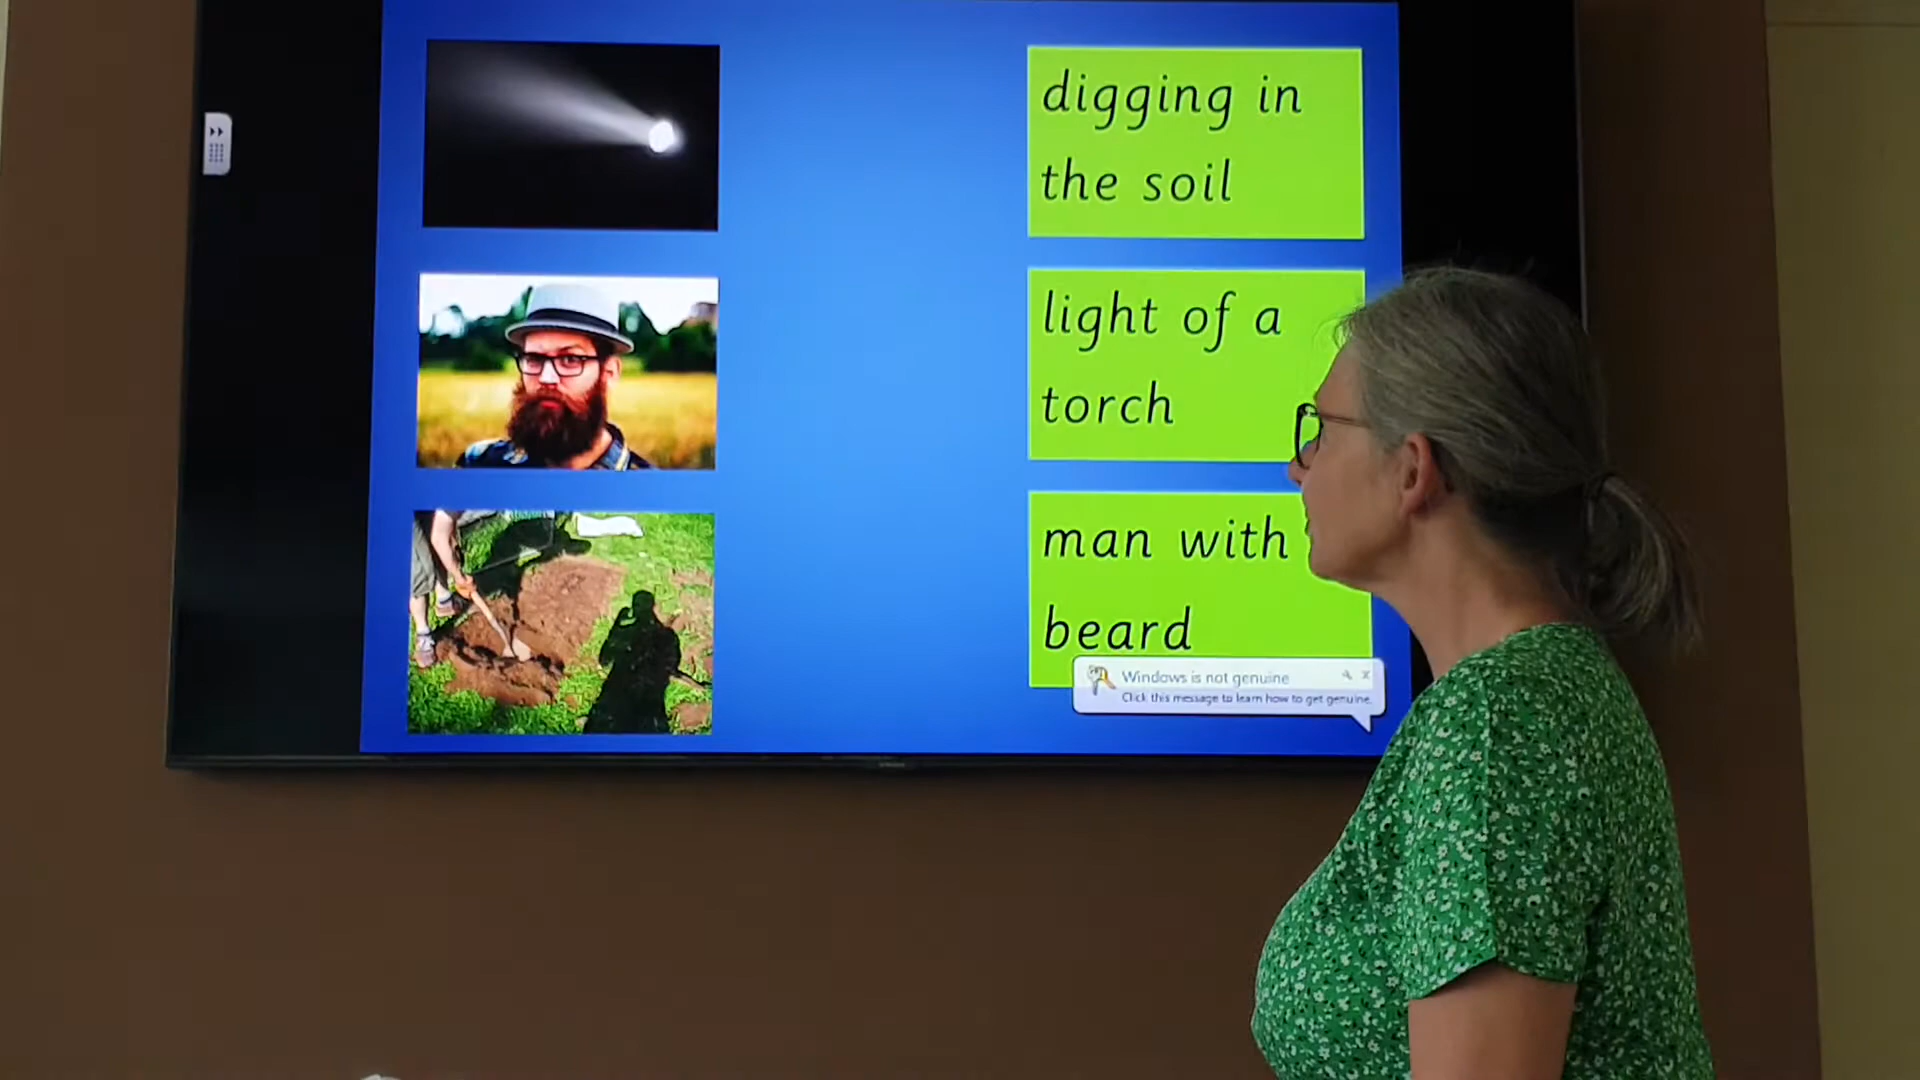 digging in
the soil
light of a
torch
man with
beard
Windows is not genuine
Click this message to learn how to get genuine.